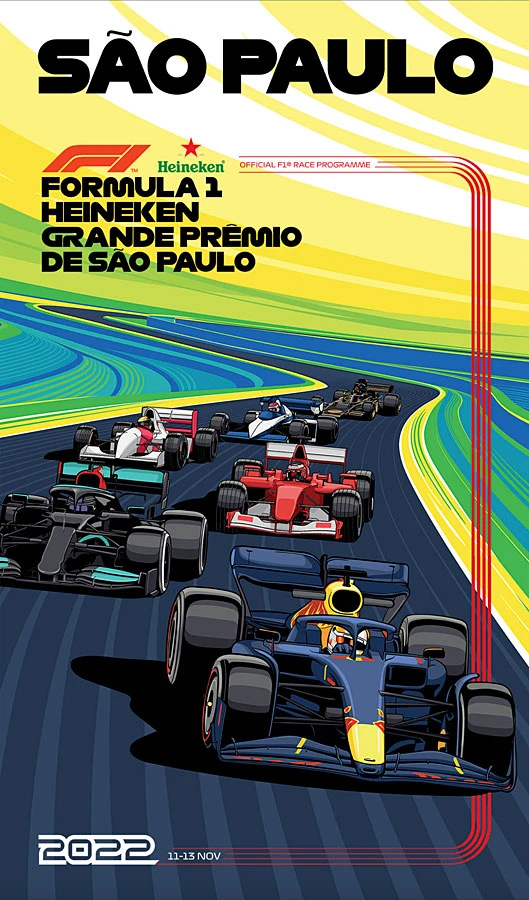 SÃO PAULO
F1™
Heineken®
OFFICIAL F1® RACE PROGRAMME
FORMULA 1
HEINEKEN
GRANDE PRÊMIO
DE SÃO PAULO
2022
11-13 NOV